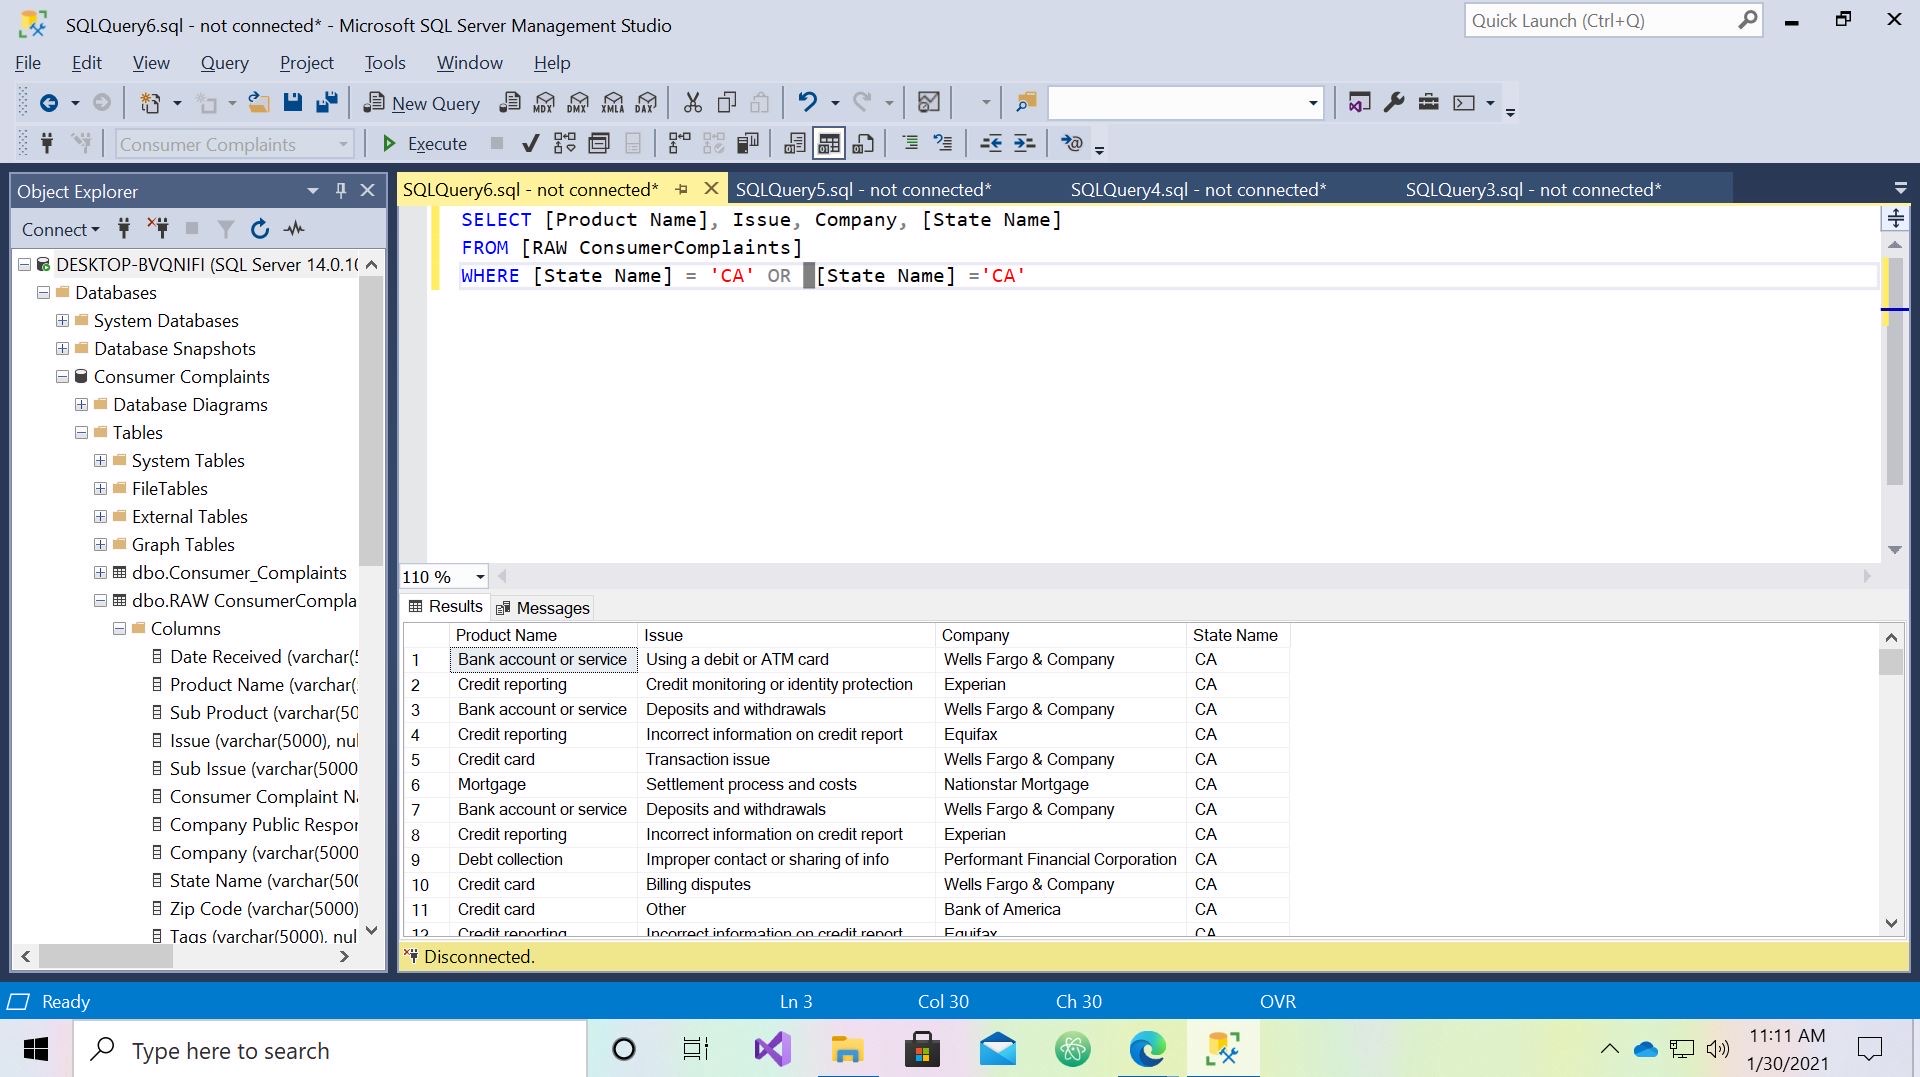 SQLQuery6.sql - not connected* - Microsoft SQL Server Management Studio
Quick Launch (Ctrl+Q)
File Edit View Query Project Tools Window Help
New Query MDX DMX XMLA DAX
Consumer Complaints Execute
Object Explorer
Connect
DESKTOP-BVQNIFI (SQL Server 14.0.10
Databases
System Databases
Database Snapshots
Consumer Complaints
Database Diagrams
Tables
System Tables
FileTables
External Tables
Graph Tables
dbo.Consumer_Complaints
dbo.RAW ConsumerCompla
Columns
Date Received (varchar(5
Product Name (varchar(
Sub Product (varchar(50
Issue (varchar(5000), nul
Sub Issue (varchar(5000
Consumer Complaint Na
Company Public Respor
Company (varchar(5000
State Name (varchar(500
Zip Code (varchar(5000)
Tags (varchar(5000), nul
SQLQuery6.sql - not connected* SQLQuery5.sql - not connected* SQLQuery4.sql - not connected* SQLQuery3.sql - not connected*
SELECT [Product Name], Issue, Company, [State Name]
FROM [RAW ConsumerComplaints]
WHERE [State Name] = 'CA' OR [State Name] ='CA'
110 %
Results Messages
Product Name Issue Company State Name
1 Bank account or service Using a debit or ATM card Wells Fargo & Company CA
2 Credit reporting Credit monitoring or identity protection Experian CA
3 Bank account or service Deposits and withdrawals Wells Fargo & Company CA
4 Credit reporting Incorrect information on credit report Equifax CA
5 Credit card Transaction issue Wells Fargo & Company CA
6 Mortgage Settlement process and costs Nationstar Mortgage CA
7 Bank account or service Deposits and withdrawals Wells Fargo & Company CA
8 Credit reporting Incorrect information on credit report Experian CA
9 Debt collection Improper contact or sharing of info Performant Financial Corporation CA
10 Credit card Billing disputes Wells Fargo & Company CA
11 Credit card Other Bank of America CA
12 Credit reporting Incorrect information on credit report Equifax CA
Disconnected.
Ready Ln 3 Col 30 Ch 30 OVR
Type here to search
11:11 AM
1/30/2021